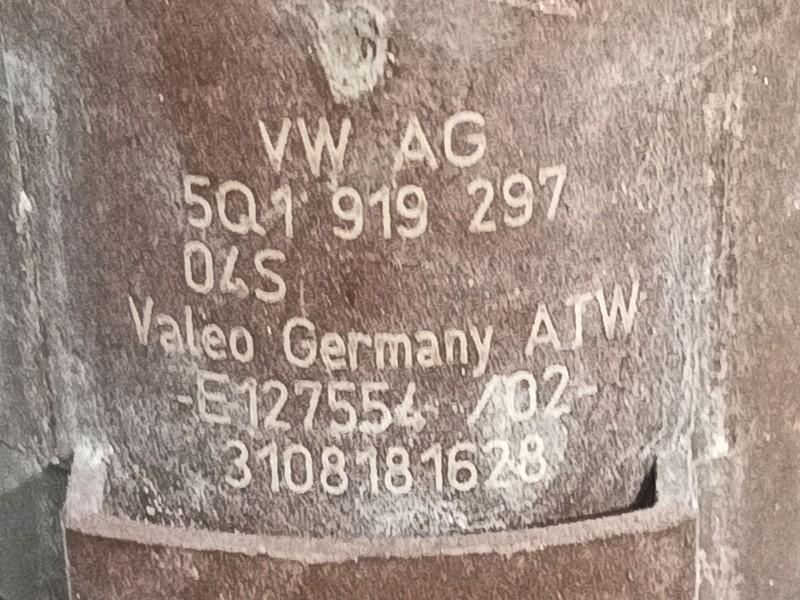 VW AG
5Q1 919 297
04S
Valeo Germany ATW
-E127554 /02-
3108181628